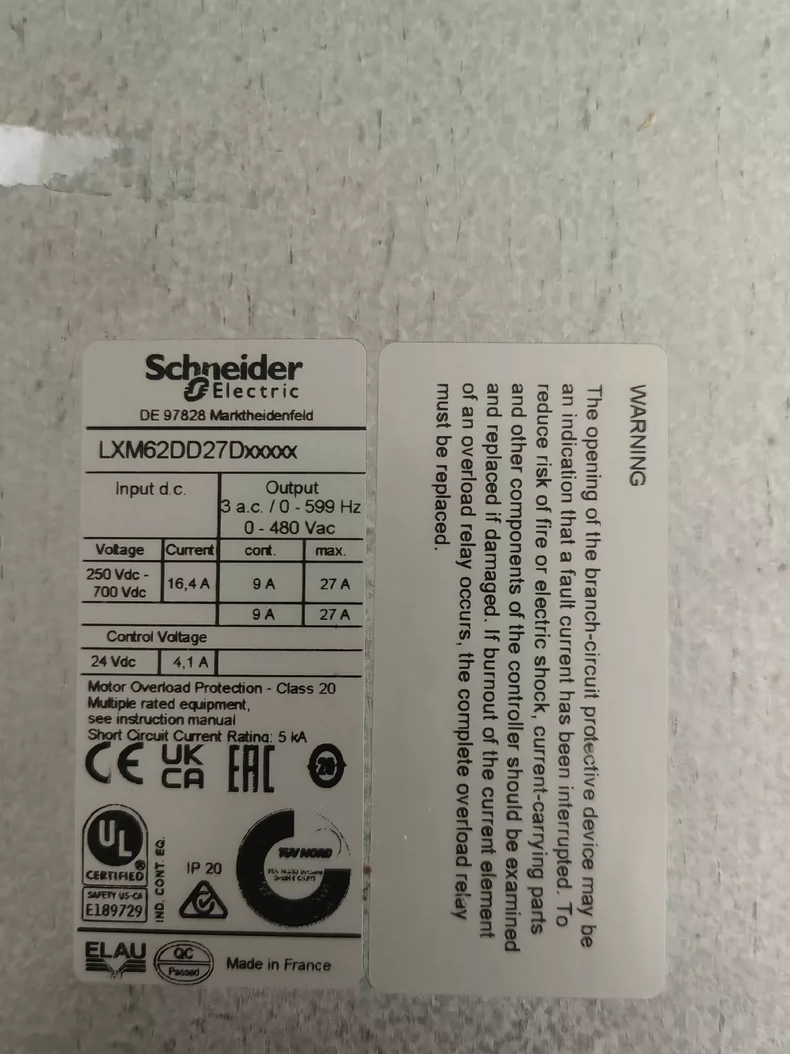 Schneider
Electric
DE 97828 Marktheidenfeld
LXM62DD27Dxxxxx
Input d.c.
Output
3 a.c. / 0 - 599 Hz
0 - 480 Vac
Voltage Current cont. max.
250 Vdc -
700 Vdc
16,4 A 9 A 27 A
9 A 27 A
Control Voltage
24 Vdc 4,1 A
Motor Overload Protection - Class 20
Multiple rated equipment,
see instruction manual
Short Circuit Current Rating: 5 kA
CE UK
CA EAC
UL
CERTIFIED
SAFETY US-CA
E189729
IND. CONT. EQ.
IP 20
TÜV NORD
ELAU
QC
Passed
Made in France
WARNING
The opening of the branch-circuit protective device may be
an indication that a fault current has been interrupted. To
reduce risk of fire or electric shock, current-carrying parts
and other components of the controller should be examined
and replaced if damaged. If burnout of the current element
of an overload relay occurs, the complete overload relay
must be replaced.